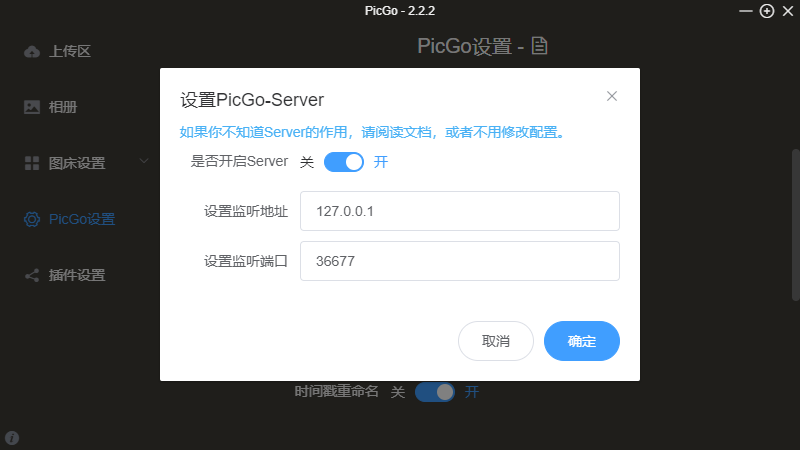 PicGo - 2.2.2
上传区
相册
图床设置
PicGo设置
插件设置
PicGo设置 -
设置PicGo-Server
如果你不知道Server的作用，请阅读文档，或者不用修改配置。
是否开启Server 关 开
设置监听地址 127.0.0.1
设置监听端口 36677
取消 确定
时间戳重命名 关 开